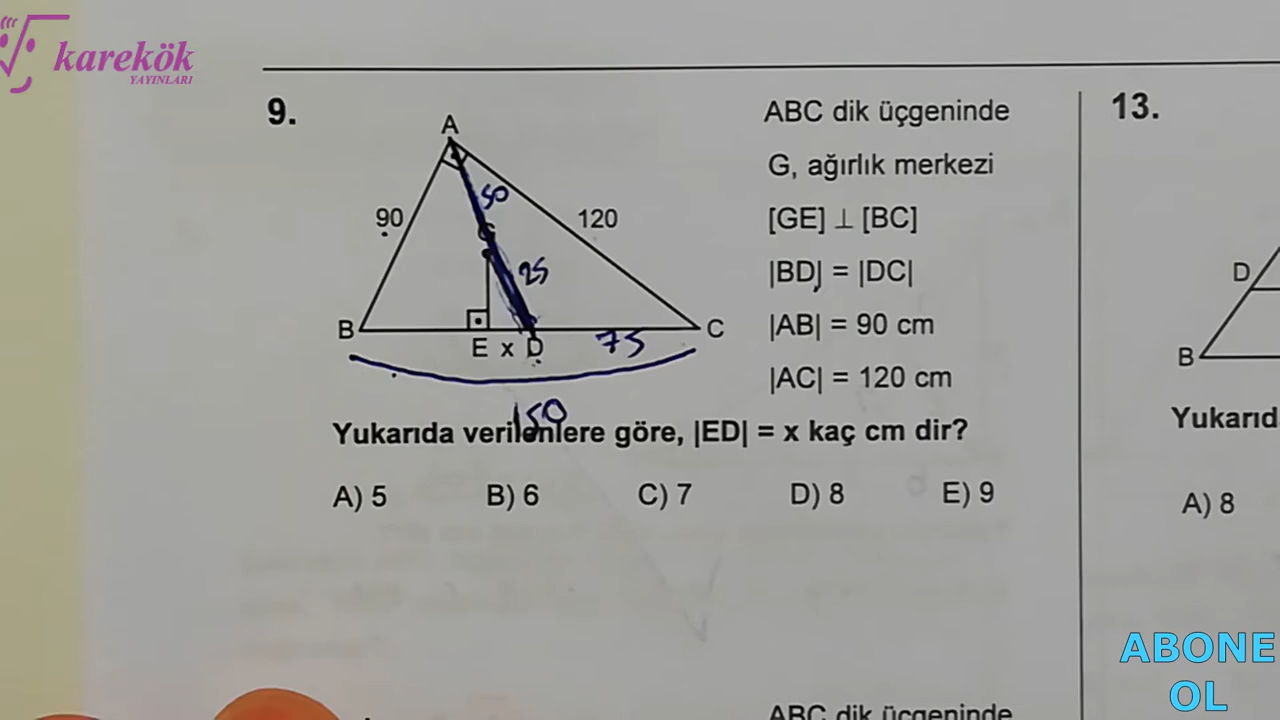 karekök
YAYINLARI
9.
ABC dik üçgeninde
13.
A
G, ağırlık merkezi
50
90
120
[GE] ⊥ [BC]
G
25
|BD| = |DC|
D
B
C
|AB| = 90 cm
E x D
75
B
|AC| = 120 cm
150
Yukarıda verilenlere göre, |ED| = x kaç cm dir?
Yukarıd
A) 5 B) 6 C) 7 D) 8 E) 9
A) 8
ABONE
OL
ABC dik üçgeninde